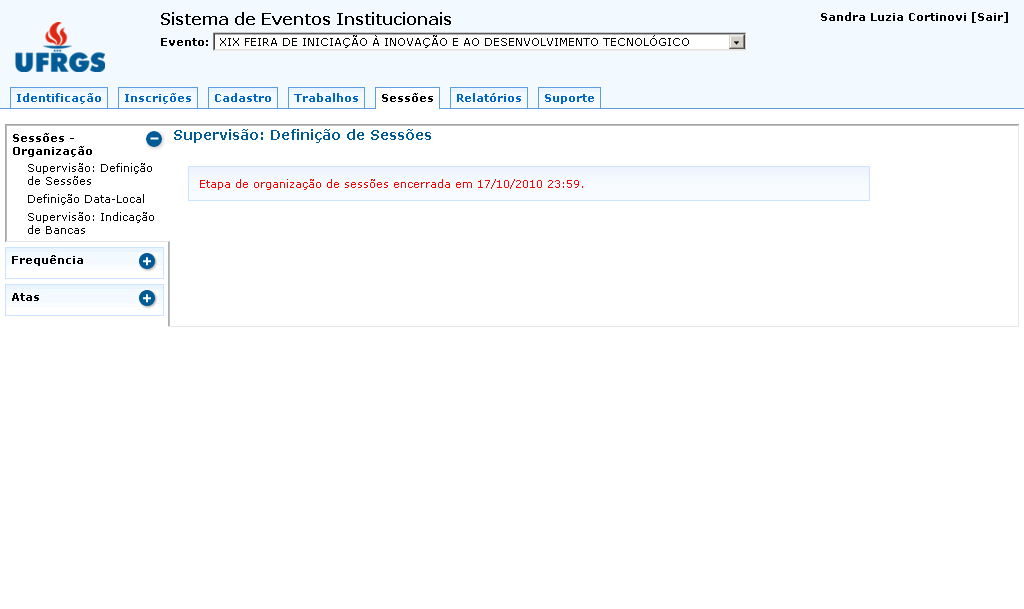 UFRGS
Sistema de Eventos Institucionais
Sandra Luzia Cortinovi [Sair]
Evento: XIX FEIRA DE INICIAÇÃO À INOVAÇÃO E AO DESENVOLVIMENTO TECNOLÓGICO
Identificação Inscrições Cadastro Trabalhos Sessões Relatórios Suporte
Sessões -
Organização
Supervisão: Definição
de Sessões
Definição Data-Local
Supervisão: Indicação
de Bancas
Frequência
Atas
Supervisão: Definição de Sessões
Etapa de organização de sessões encerrada em 17/10/2010 23:59.